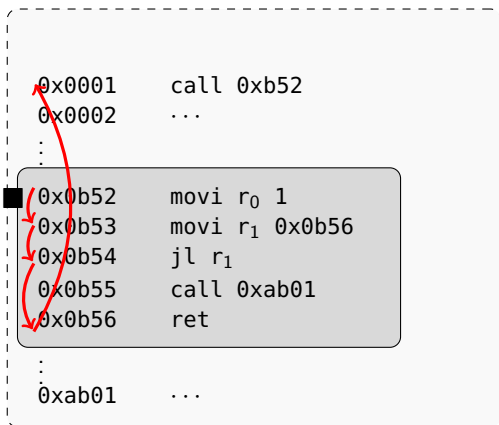 0x0001 call 0xb52
0x0002 ...
⋮
0x0b52 movi r₀ 1
0x0b53 movi r₁ 0x0b56
0x0b54 jl r₁
0x0b55 call 0xab01
0x0b56 ret
⋮
0xab01 ...